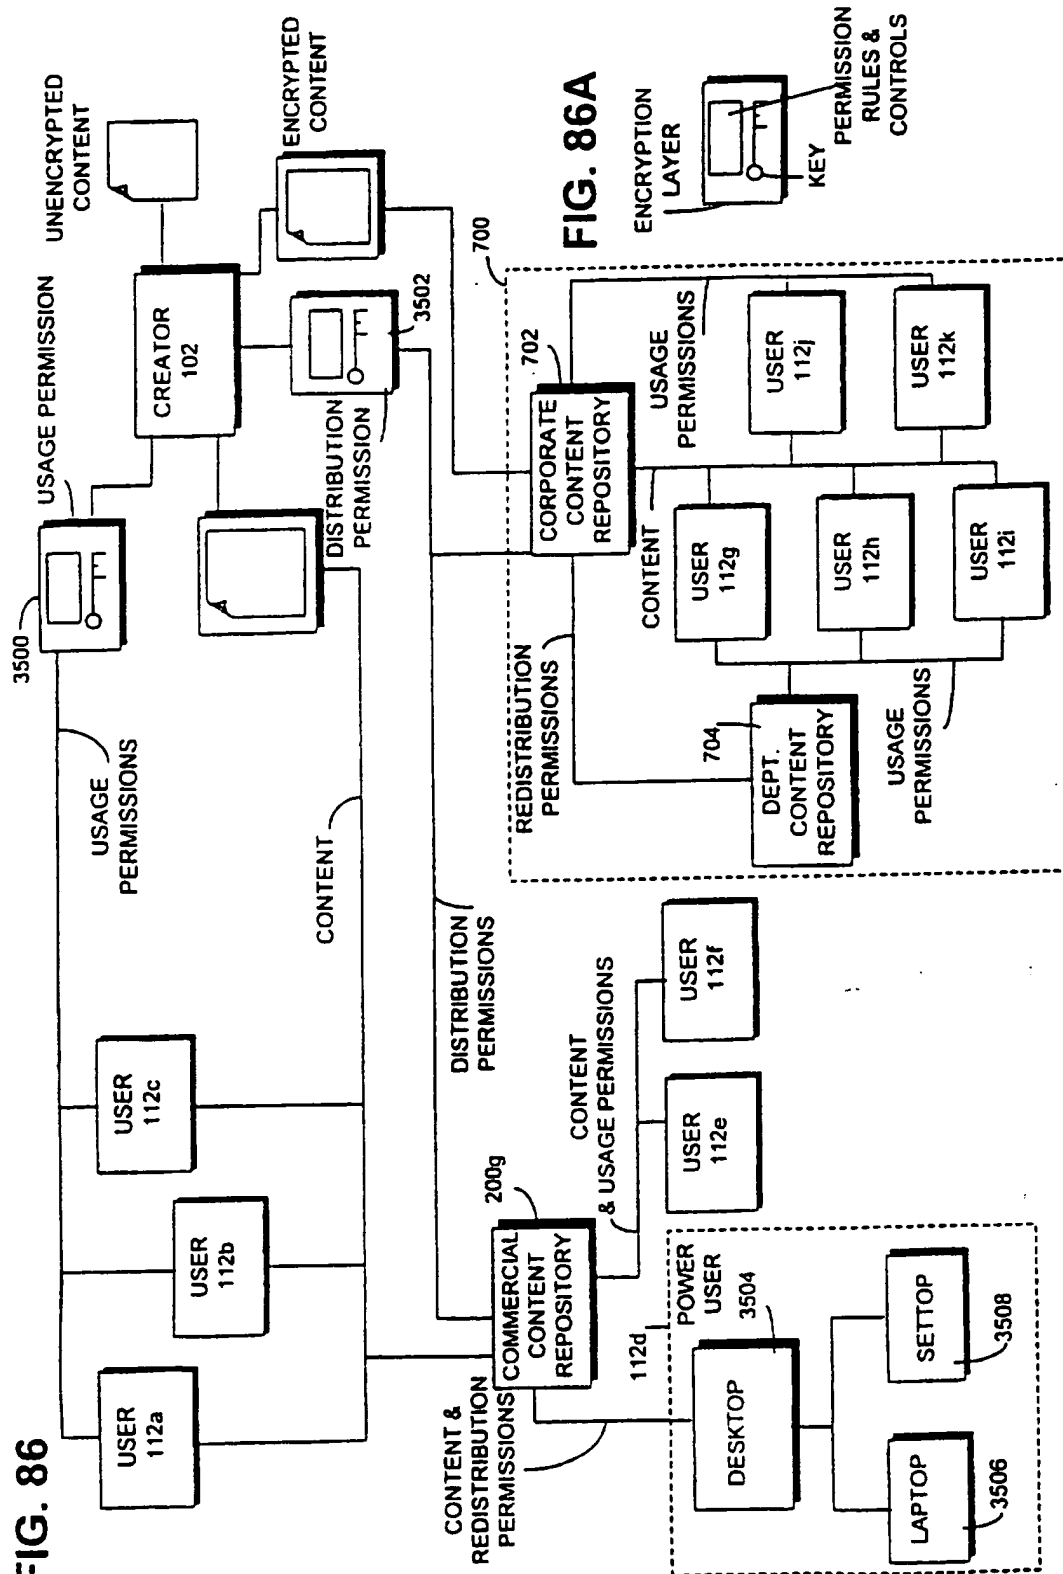 FIG. 86
UNENCRYPTED
CONTENT
USAGE PERMISSION
3500
CREATOR
102
ENCRYPTED
CONTENT
3502
DISTRIBUTION
PERMISSION
USAGE
PERMISSIONS
CONTENT
USER
112a
USER
112b
USER
112c
DISTRIBUTION
PERMISSIONS
COMMERCIAL
CONTENT
REPOSITORY
200g
CONTENT
& USAGE PERMISSIONS
USER
112e
USER
112f
CONTENT &
REDISTRIBUTION
PERMISSIONS
112d
POWER
USER
3504
DESKTOP
LAPTOP
3506
SETTOP
3508
700
CORPORATE
CONTENT
REPOSITORY
702
REDISTRIBUTION
PERMISSIONS
CONTENT
USAGE
PERMISSIONS
704
DEPT.
CONTENT
REPOSITORY
USAGE
PERMISSIONS
USER
112g
USER
112h
USER
112i
USER
112j
USER
112k
FIG. 86A
ENCRYPTION
LAYER
KEY
PERMISSION
RULES &
CONTROLS